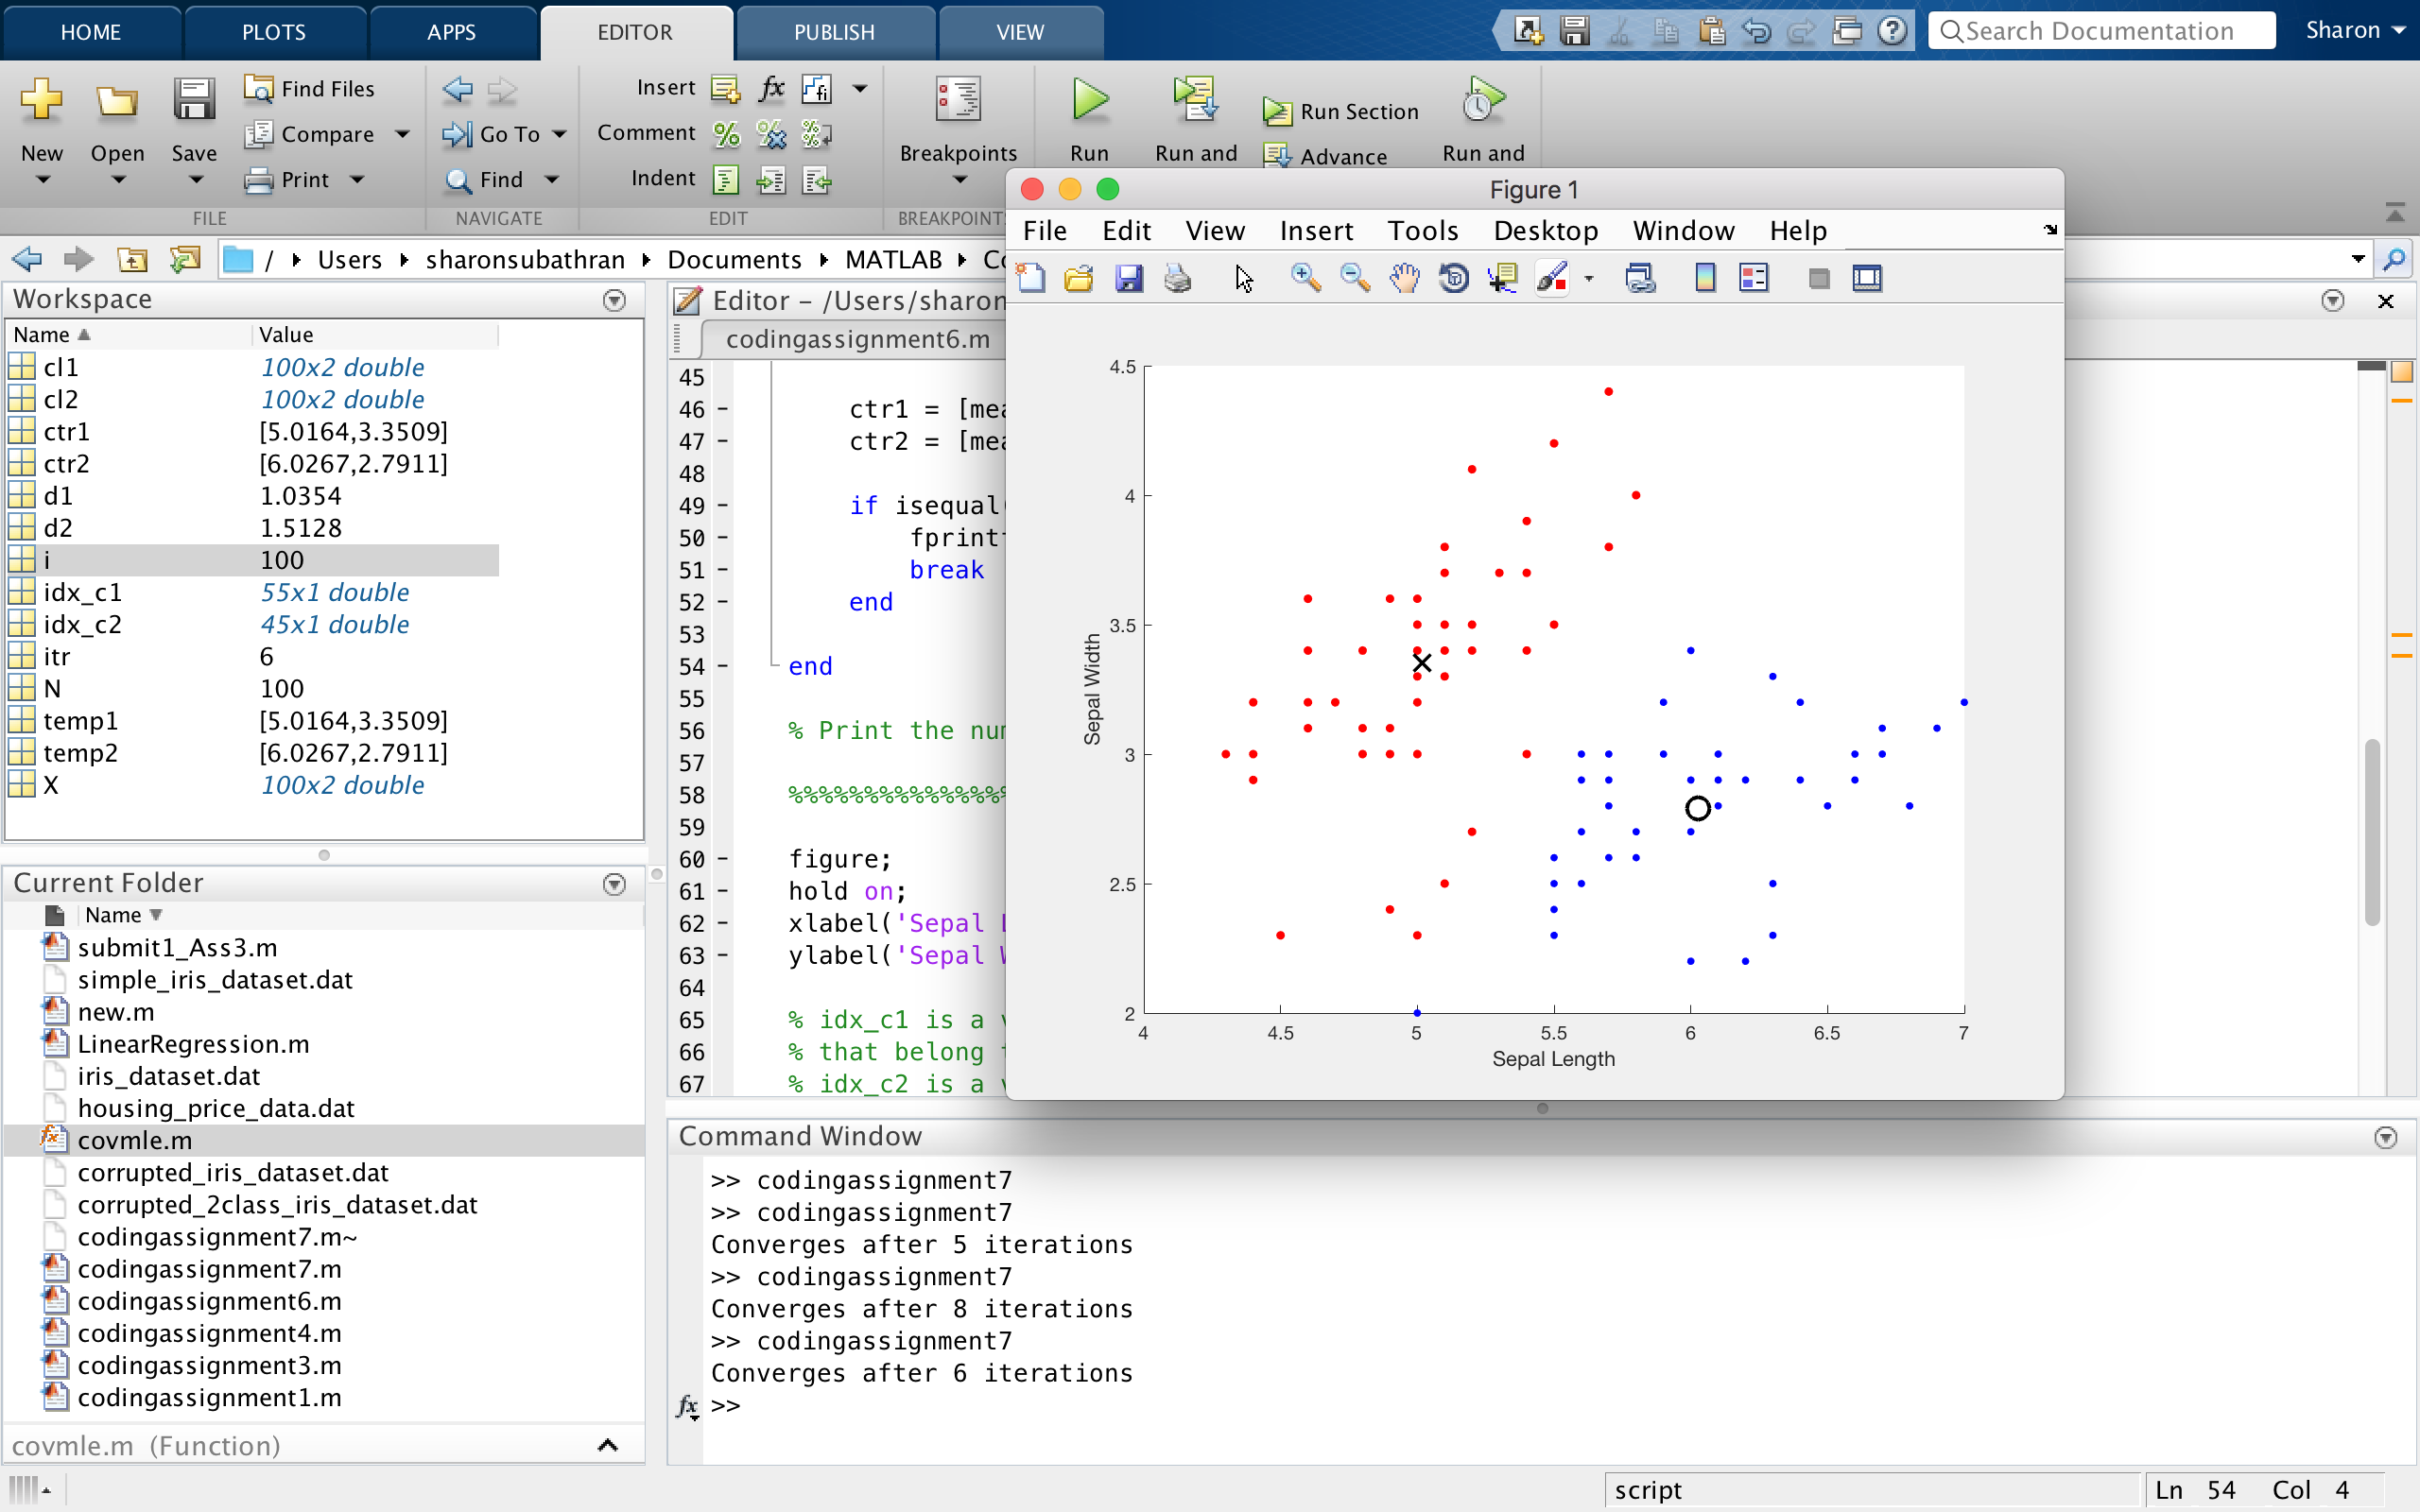 HOME PLOTS APPS EDITOR PUBLISH VIEW Search Documentation Sharon
New Open Save Find Files Compare Print
FILE
Go To Find
NAVIGATE
Insert fx fi
Comment
Indent
EDIT
Breakpoints
BREAKPOINTS
Run Run and Run Section Advance Run and
/ Users sharonsubathran Documents MATLAB Co
Workspace
Name Value
cl1 100x2 double
cl2 100x2 double
ctr1 [5.0164,3.3509]
ctr2 [6.0267,2.7911]
d1 1.0354
d2 1.5128
i 100
idx_c1 55x1 double
idx_c2 45x1 double
itr 6
N 100
temp1 [5.0164,3.3509]
temp2 [6.0267,2.7911]
X 100x2 double
Current Folder
Name
submit1_Ass3.m
simple_iris_dataset.dat
new.m
LinearRegression.m
iris_dataset.dat
housing_price_data.dat
covmle.m
corrupted_iris_dataset.dat
corrupted_2class_iris_dataset.dat
codingassignment7.m~
codingassignment7.m
codingassignment6.m
codingassignment4.m
codingassignment3.m
codingassignment1.m
covmle.m (Function)
Editor – /Users/sharon
codingassignment6.m
45
46 – ctr1 = [mea
47 – ctr2 = [mea
48
49 – if isequal(
50 – fprintf
51 – break
52 – end
53
54 – end
55
56 % Print the num
57
58 %%%%%%%%%%%%%%%
59
60 – figure;
61 – hold on;
62 – xlabel('Sepal L
63 – ylabel('Sepal W
64
65 % idx_c1 is a v
66 % that belong t
67 % idx_c2 is a v
Figure 1
File Edit View Insert Tools Desktop Window Help
4.5
4
3.5
3
2.5
2
Sepal Width
4 4.5 5 5.5 6 6.5 7
Sepal Length
Command Window
>> codingassignment7
>> codingassignment7
Converges after 5 iterations
>> codingassignment7
Converges after 8 iterations
>> codingassignment7
Converges after 6 iterations
fx >>
script Ln 54 Col 4